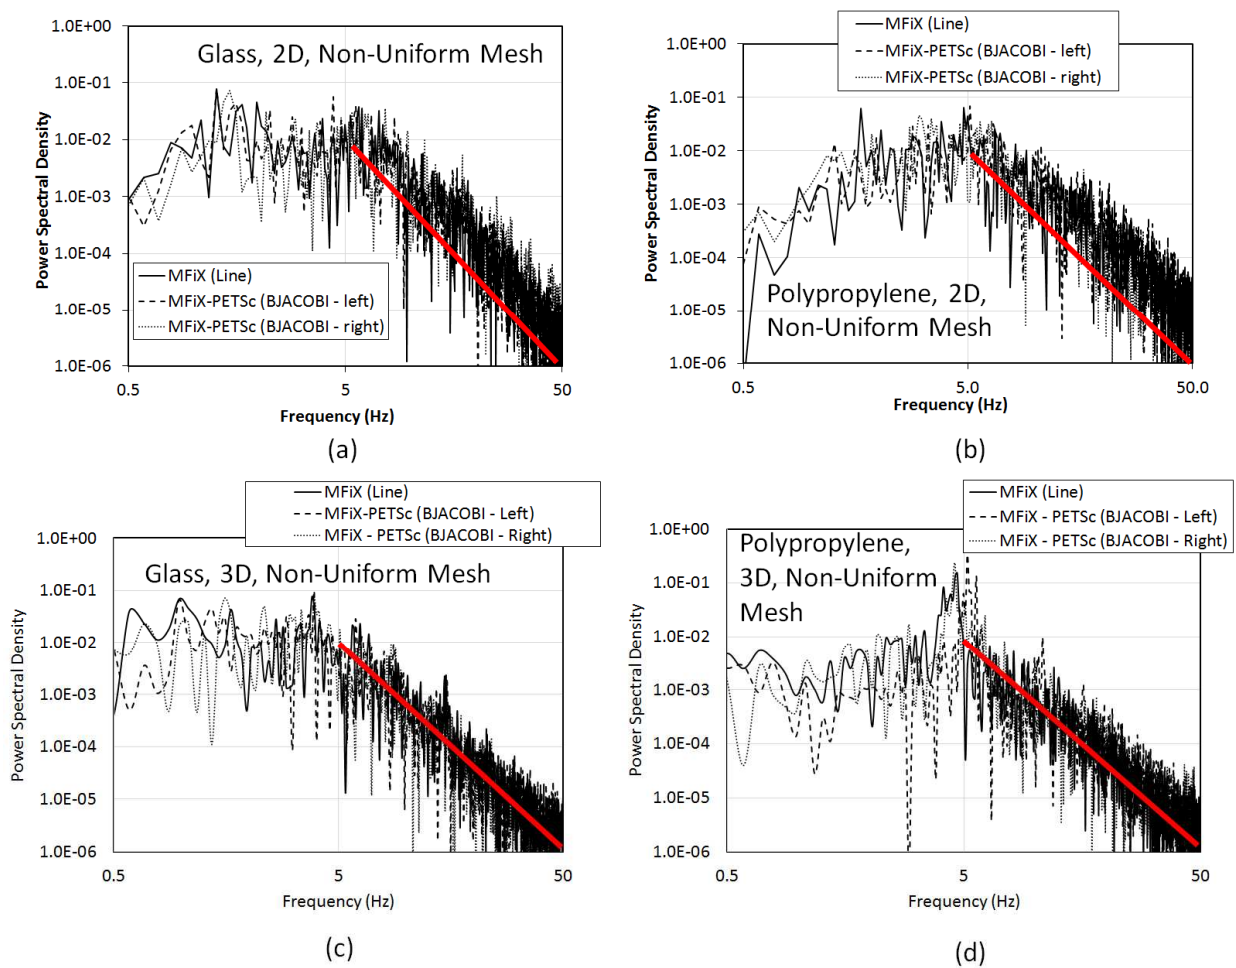 1.0E+00
1.0E-01
1.0E-02
1.0E-03
1.0E-04
1.0E-05
1.0E-06
Power Spectral Density
Glass, 2D, Non-Uniform Mesh
MFiX (Line)
MFiX-PETSc (BJACOBI - left)
MFiX-PETSc (BJACOBI - right)
0.5
5
50
Frequency (Hz)
(a)
MFiX (Line)
MFiX-PETSc (BJACOBI - left)
MFiX-PETSc (BJACOBI - right)
1.0E+00
1.0E-01
1.0E-02
1.0E-03
1.0E-04
1.0E-05
1.0E-06
Power Spectral Density
Polypropylene, 2D,
Non-Uniform Mesh
0.5
5.0
50.0
Frequency (Hz)
(b)
MFiX (Line)
MFiX-PETSc (BJACOBI - Left)
MFiX - PETSc (BJACOBI - Right)
1.0E+00
1.0E-01
1.0E-02
1.0E-03
1.0E-04
1.0E-05
1.0E-06
Power Spectral Density
Glass, 3D, Non-Uniform Mesh
0.5
5
50
Frequency (Hz)
(c)
MFiX (Line)
MFiX - PETSc (BJACOBI - Left)
MFiX - PETSc (BJACOBI - Right)
1.0E+00
1.0E-01
1.0E-02
1.0E-03
1.0E-04
1.0E-05
1.0E-06
Power Spectral Density
Polypropylene,
3D, Non-Uniform
Mesh
0.5
5
50
Frequency (Hz)
(d)